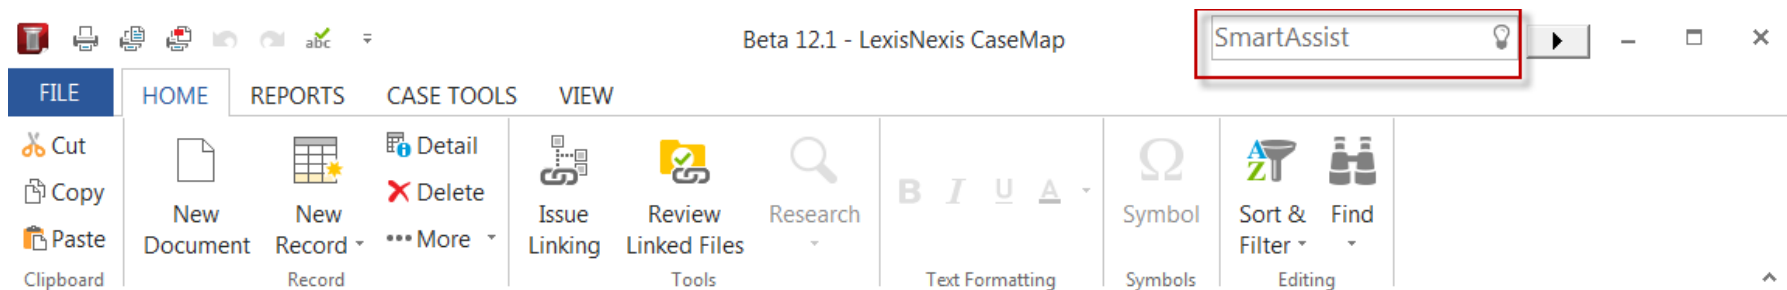 abc
Beta 12.1 - LexisNexis CaseMap
SmartAssist
FILE
HOME
REPORTS
CASE TOOLS
VIEW
Cut
Copy
Paste
Clipboard
New
Document
New
Record
Detail
Delete
More
Record
Issue
Linking
Review
Linked Files
Research
Tools
B I U A
Text Formatting
Ω
Symbol
Symbols
A
Z
Sort &
Filter
Find
Editing